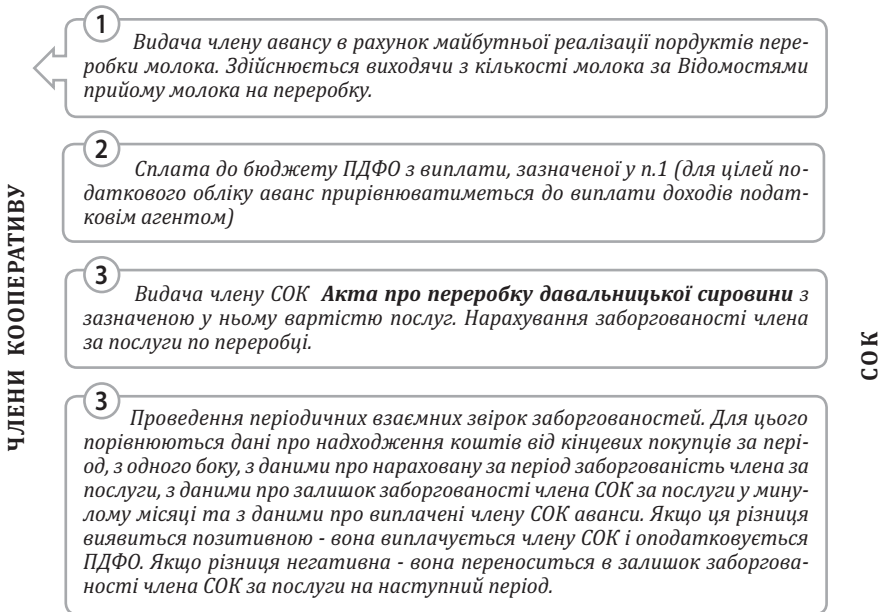 ЧЛЕНИ КООПЕРАТИВУ
1
Видача члену авансу в рахунок майбутньої реалізації пордуктів пере-
робки молока. Здійснюється виходячи з кількості молока за Відомостями
прийому молока на переробку.
2
Сплата до бюджету ПДФО з виплати, зазначеної у п.1 (для цілей по-
даткового обліку аванс прирівнюватиметься до виплати доходів подат-
ковім агентом)
3
Видача члену СОК Акта про переробку давальницької сировини з
зазначеною у ньому вартістю послуг. Нарахування заборгованості члена
за послуги по переробці.
3
Проведення періодичних взаємних звірок заборгованостей. Для цього
порівнюються дані про надходження коштів від кінцевих покупців за пері-
од, з одного боку, з даними про нараховану за період заборгованість члена за
послуги, з даними про залишок заборгованості члена СОК за послуги у мину-
лому місяці та з даними про виплачені члену СОК аванси. Якщо ця різниця
виявиться позитивною - вона виплачується члену СОК і оподатковується
ПДФО. Якщо різниця негативна - вона переноситься в залишок заборгова-
ності члена СОК за послуги на наступний період.
СОК